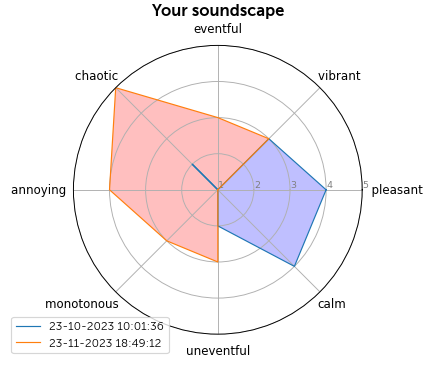 Your soundscape
eventful
chaotic
vibrant
annoying
1 2 3 4 5
pleasant
monotonous
calm
23-10-2023 10:01:36
23-11-2023 18:49:12
uneventful